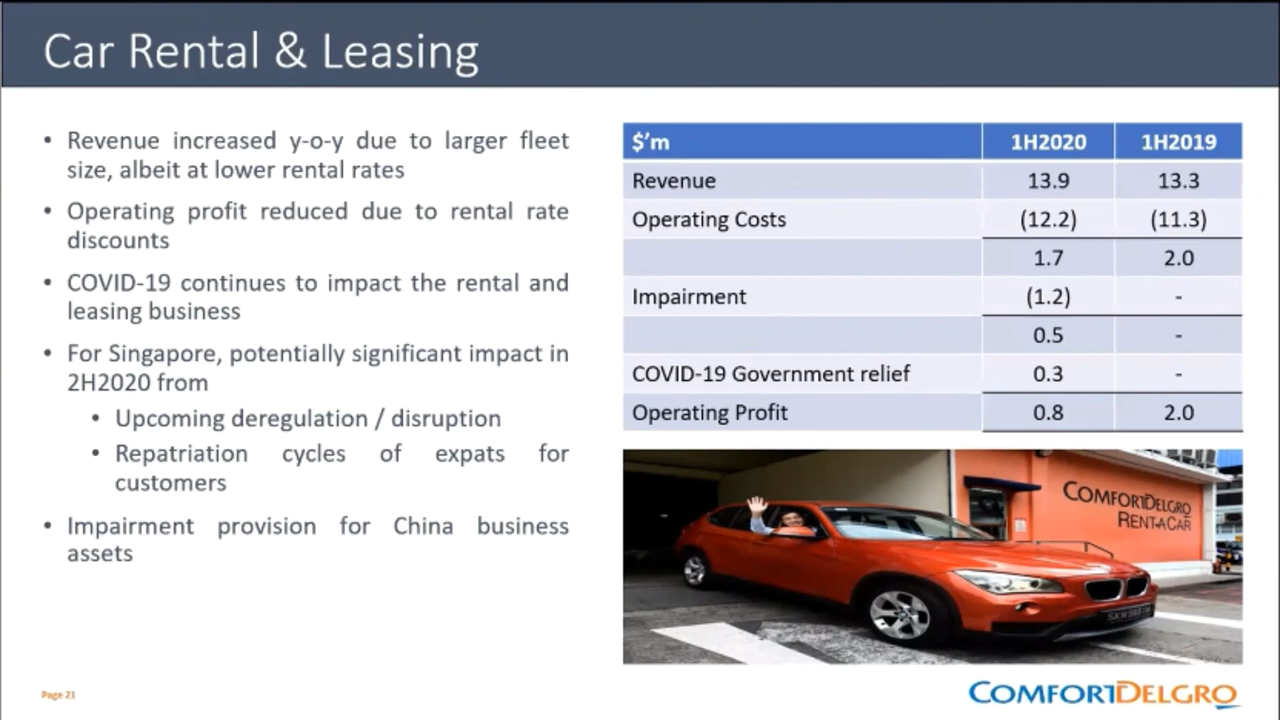 Car Rental & Leasing
• Revenue increased y-o-y due to larger fleet
size, albeit at lower rental rates
• Operating profit reduced due to rental rate
discounts
• COVID-19 continues to impact the rental and
leasing business
• For Singapore, potentially significant impact in
2H2020 from
• Upcoming deregulation / disruption
• Repatriation cycles of expats for
customers
• Impairment provision for China business
assets
$'m 1H2020 1H2019
Revenue 13.9 13.3
Operating Costs (12.2) (11.3)
1.7 2.0
Impairment (1.2) -
0.5 -
COVID-19 Government relief 0.3 -
Operating Profit 0.8 2.0
COMFORTDELGRO
RENT-A-CAR
Page 21
COMFORTDELGRO